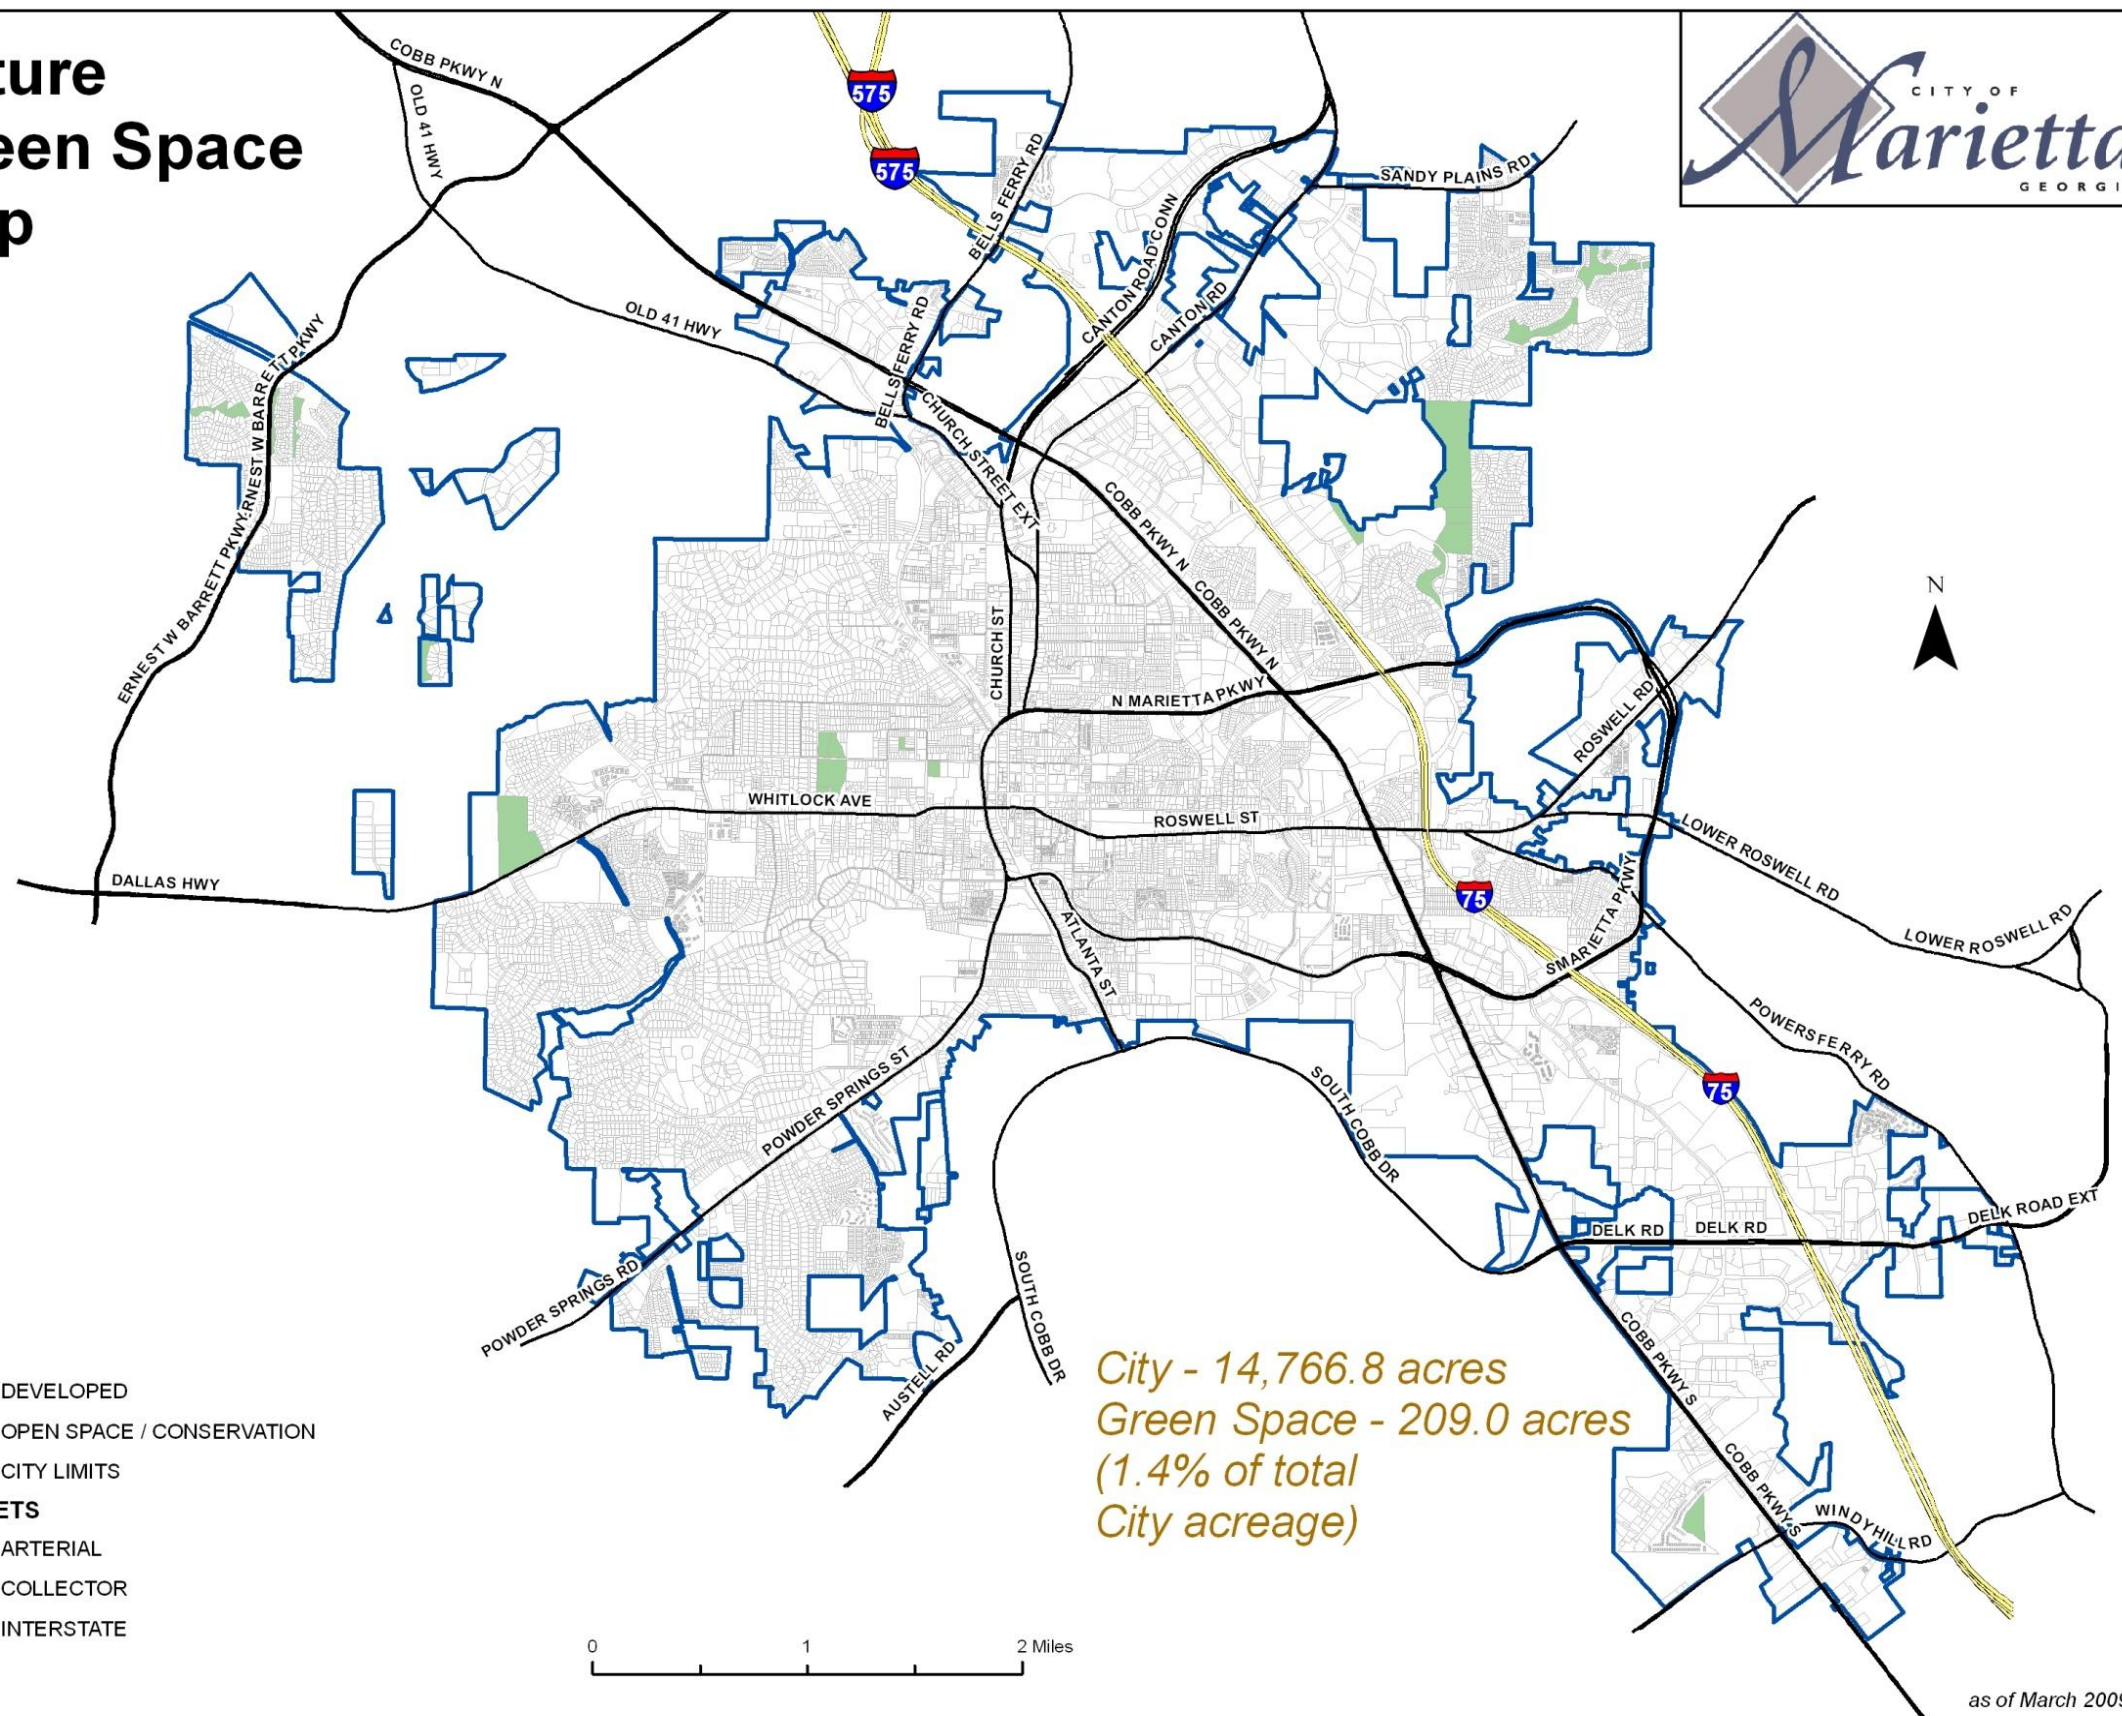 ture
een Space
p
CITY OF
Marietta
GEORGI
COBB PKWY N
OLD 41 HWY
575
575
BELLS FERRY RD
SANDY PLAINS RD
CANTON ROAD CONN
CANTON RD
OLD 41 HWY
BELLS FERRY RD
ERNEST W BARRETT PKWY
CHURCH STREET EXT
COBB PKWY N
COBB PKWY N
ERNEST W BARRETT PKWY
N
CHURCH ST
N MARIETTA PKWY
ROSWELL RD
WHITLOCK AVE
ROSWELL ST
LOWER ROSWELL RD
DALLAS HWY
75
S MARIETTA PKWY
LOWER ROSWELL RD
ATLANTA ST
POWERS FERRY RD
75
POWDER SPRINGS ST
SOUTH COBB DR
DELK RD
DELK RD
DELK ROAD EXT
POWDER SPRINGS RD
SOUTH COBB DR
AUSTELL RD
COBB PKWY S
City - 14,766.8 acres
Green Space - 209.0 acres
(1.4% of total
City acreage)
COBB PKWY S
WINDY HILL RD
DEVELOPED
OPEN SPACE / CONSERVATION
CITY LIMITS
ETS
ARTERIAL
COLLECTOR
INTERSTATE
0 1 2 Miles
as of March 2009